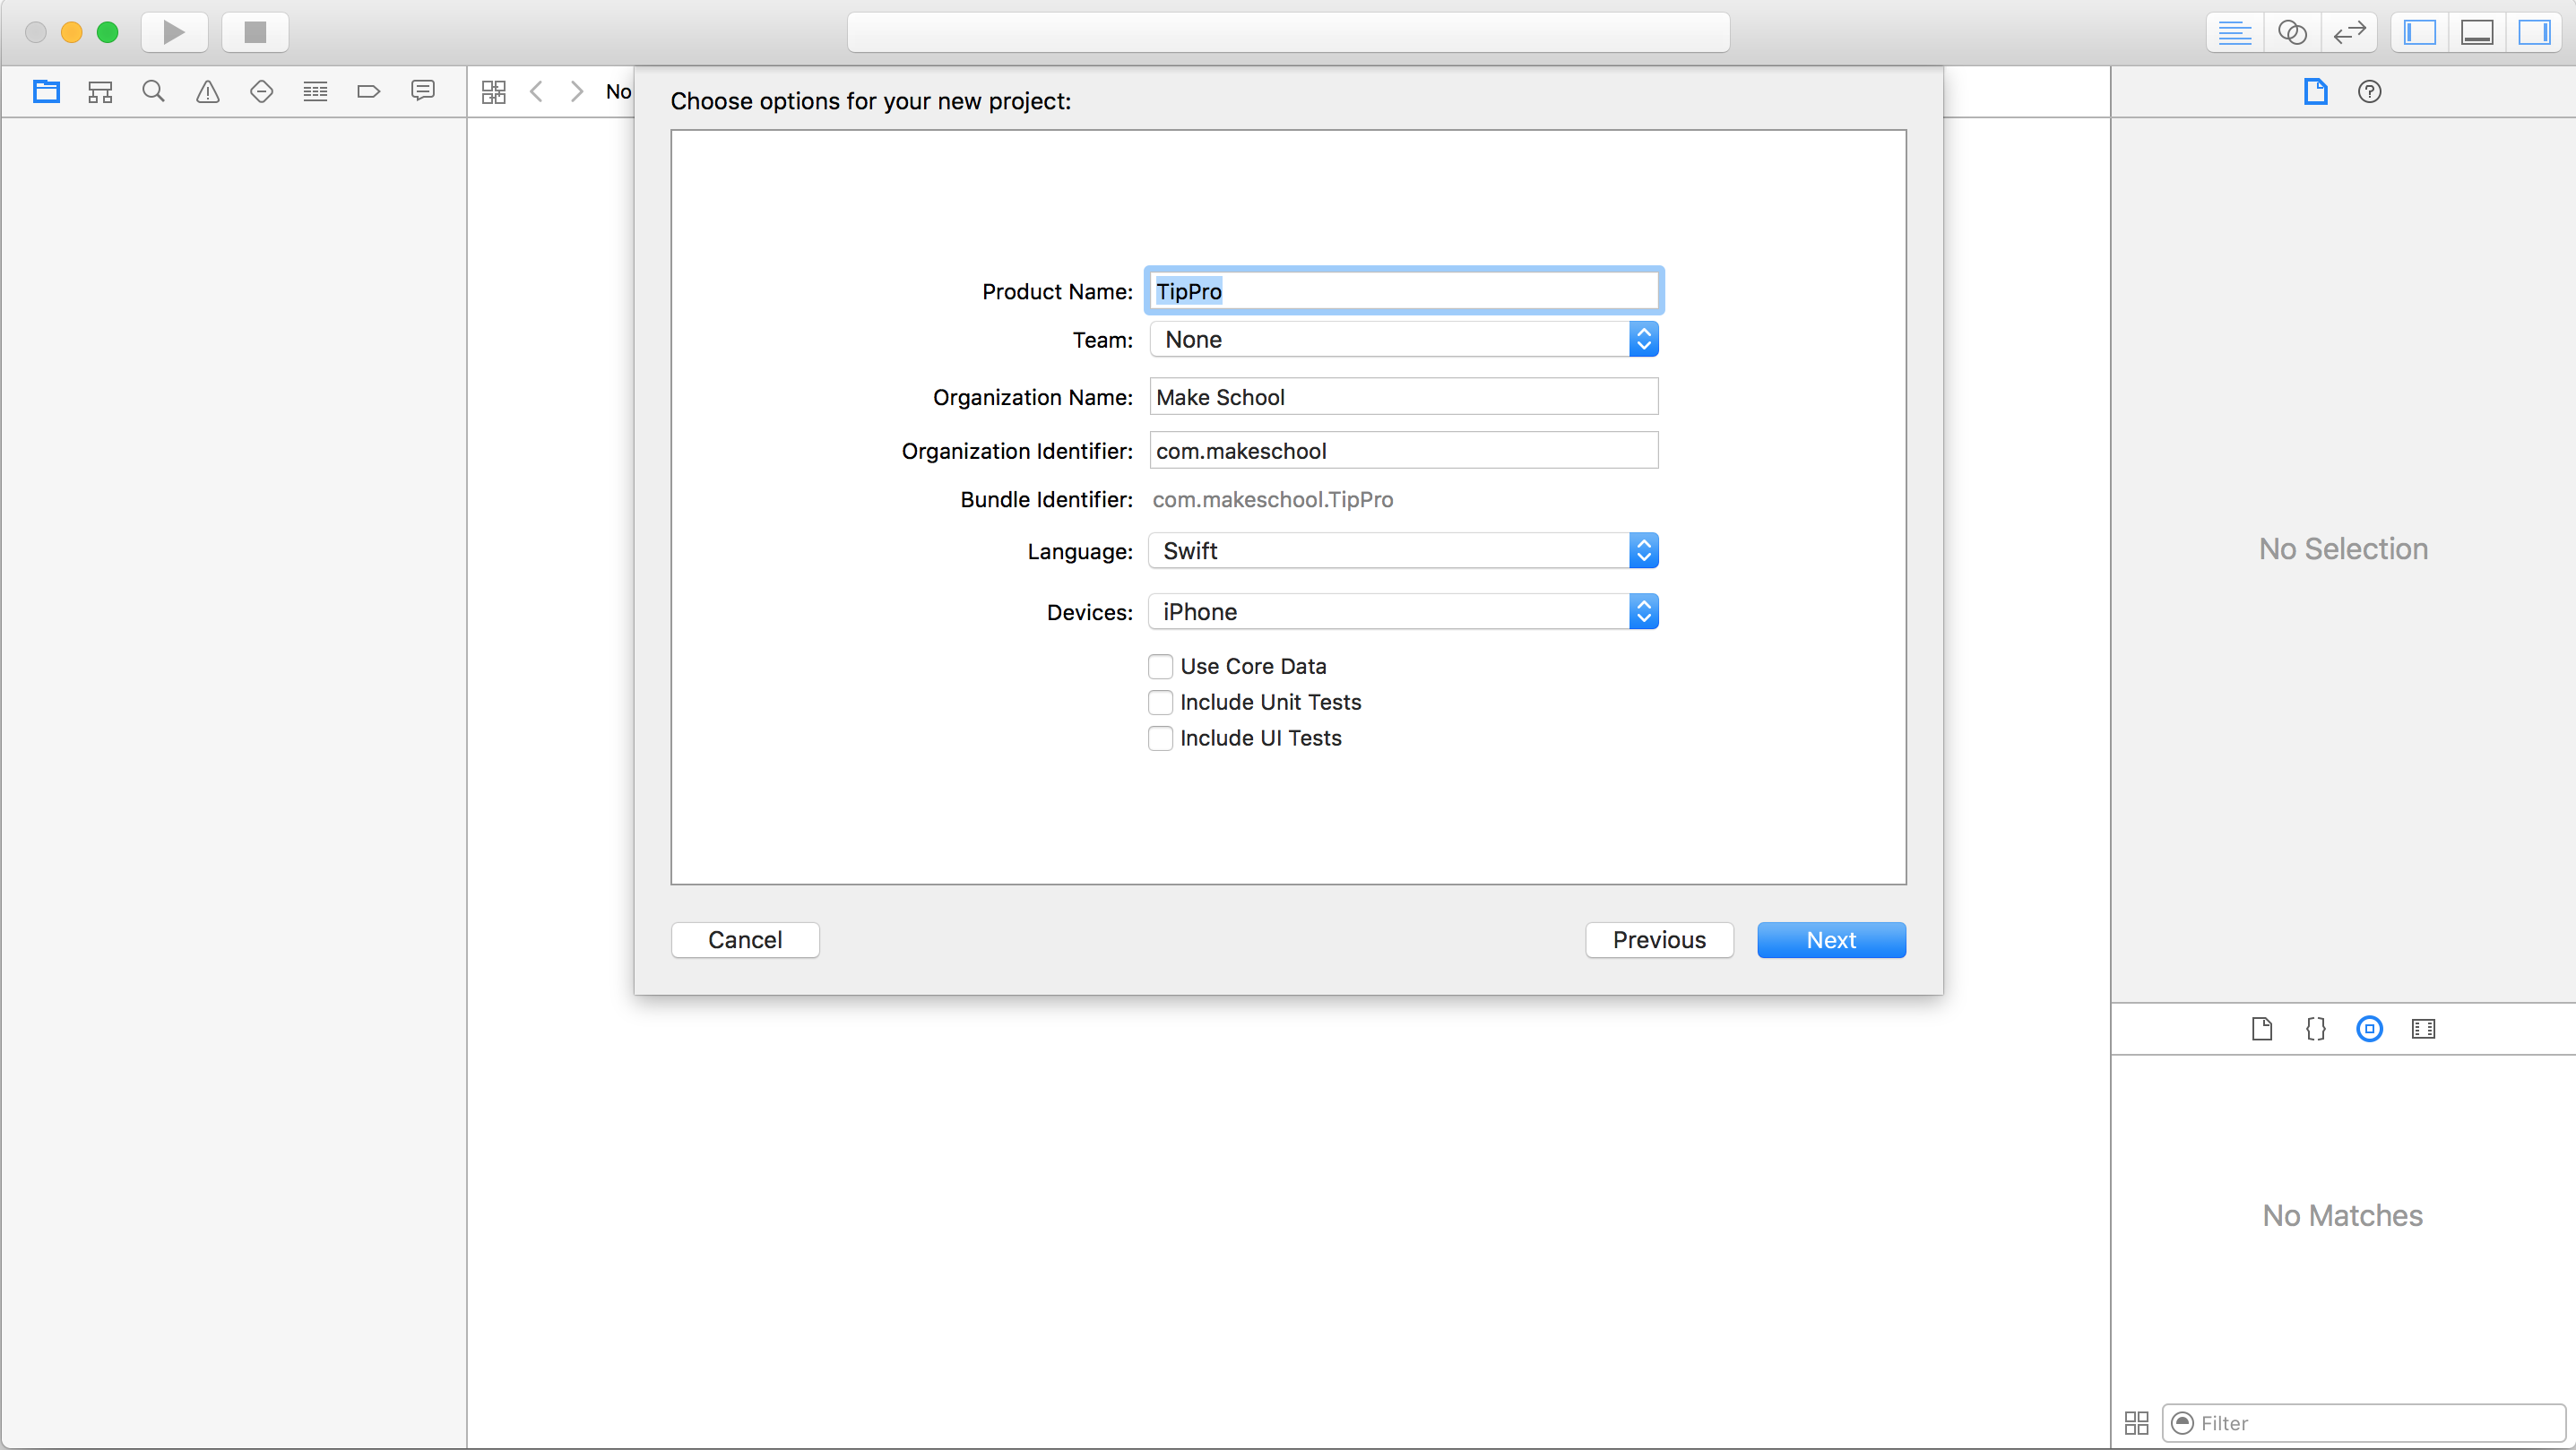 No
Choose options for your new project:
Product Name: TipPro
Team: None
Organization Name: Make School
Organization Identifier: com.makeschool
Bundle Identifier: com.makeschool.TipPro
Language: Swift
Devices: iPhone
Use Core Data
Include Unit Tests
Include UI Tests
Cancel Previous Next
No Selection
No Matches
Filter